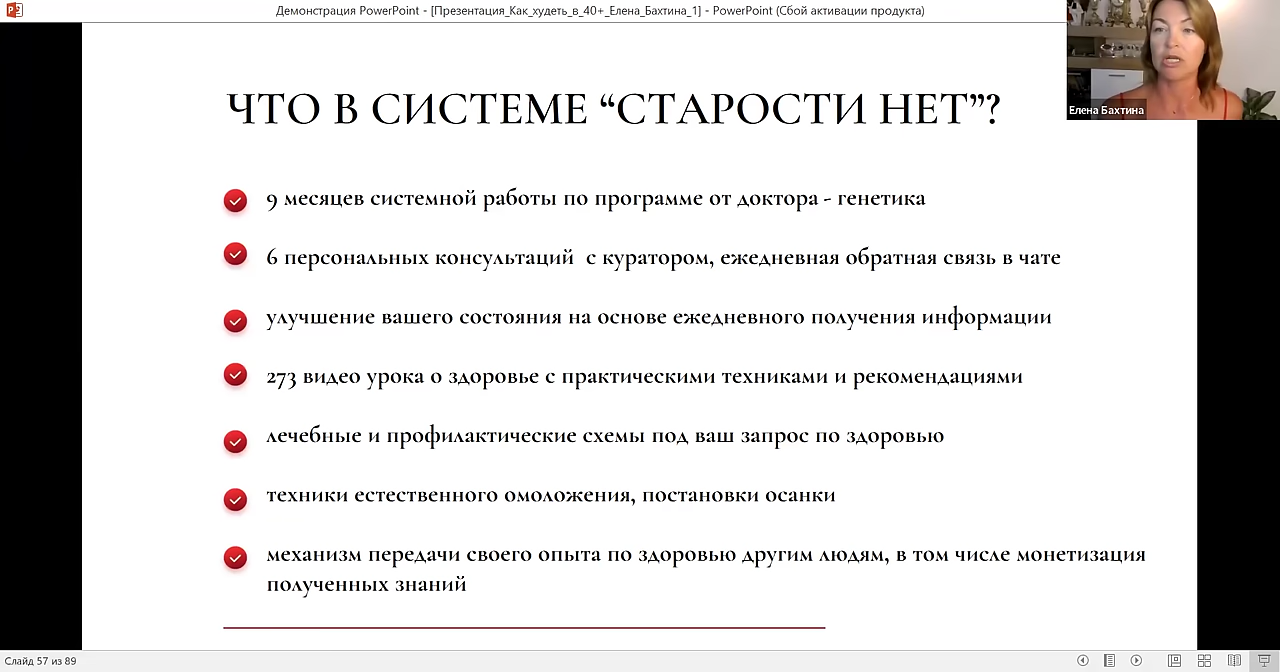 Демонстрация PowerPoint - [Презентация_Как_худеть_в_40+_Елена_Бахтина_1] - PowerPoint (Сбой активации продукта)
Елена Бахтина
ЧТО В СИСТЕМЕ “СТАРОСТИ НЕТ”?
9 месяцев системной работы по программе от доктора - генетика
6 персональных консультаций с куратором, ежедневная обратная связь в чате
улучшение вашего состояния на основе ежедневного получения информации
273 видео урока о здоровье с практическими техниками и рекомендациями
лечебные и профилактические схемы под ваш запрос по здоровью
техники естественного омоложения, постановки осанки
механизм передачи своего опыта по здоровью другим людям, в том числе монетизация
полученных знаний
Слайд 57 из 89